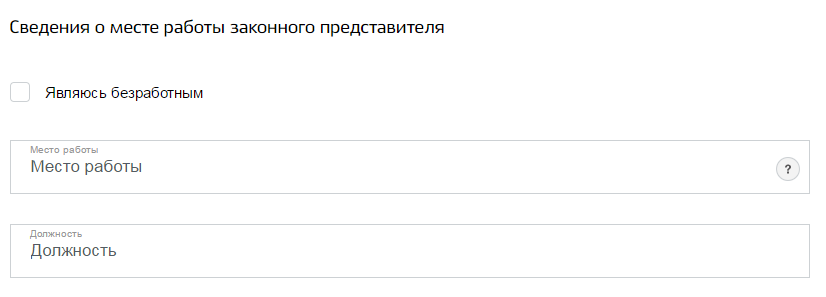 Сведения о месте работы законного представителя
Являюсь безработным
Место работы
Место работы
?
Должность
Должность